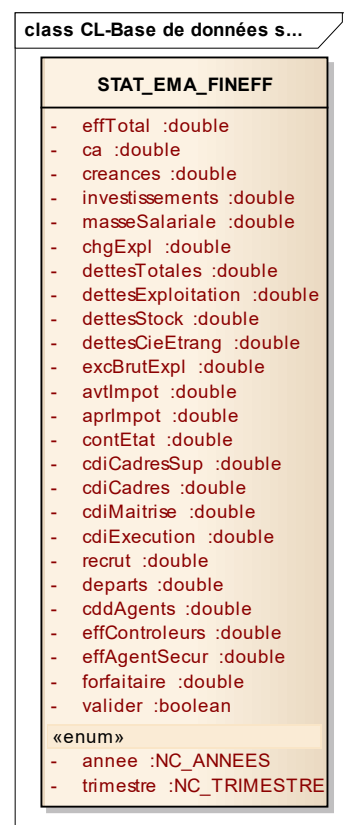 class CL-Base de données s...
STAT_EMA_FINEFF
- effTotal :double
- ca :double
- creances :double
- investissements :double
- masseSalariale :double
- chgExpl :double
- dettesTotales :double
- dettesExploitation :double
- dettesStock :double
- dettesCieEtrang :double
- excBrutExpl :double
- avtImpot :double
- aprImpot :double
- contEtat :double
- cdiCadresSup :double
- cdiCadres :double
- cdiMaitrise :double
- cdiExecution :double
- recrut :double
- departs :double
- cddAgents :double
- effControleurs :double
- effAgentSecur :double
- forfaitaire :double
- valider :boolean
«enum»
- annee :NC_ANNEES
- trimestre :NC_TRIMESTRE